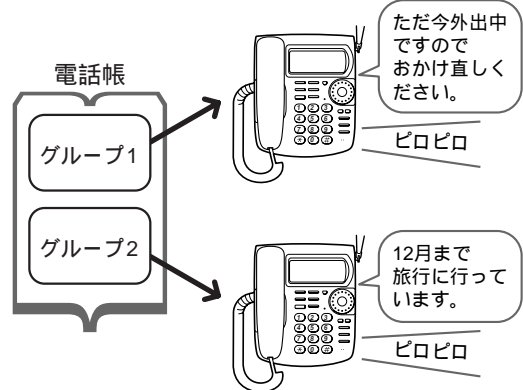 電話帳
グループ1
グループ2
ただ今外出中
ですので
おかけ直しく
ださい。
ピロピロ
12月まで
旅行に行って
います。
ピロピロ